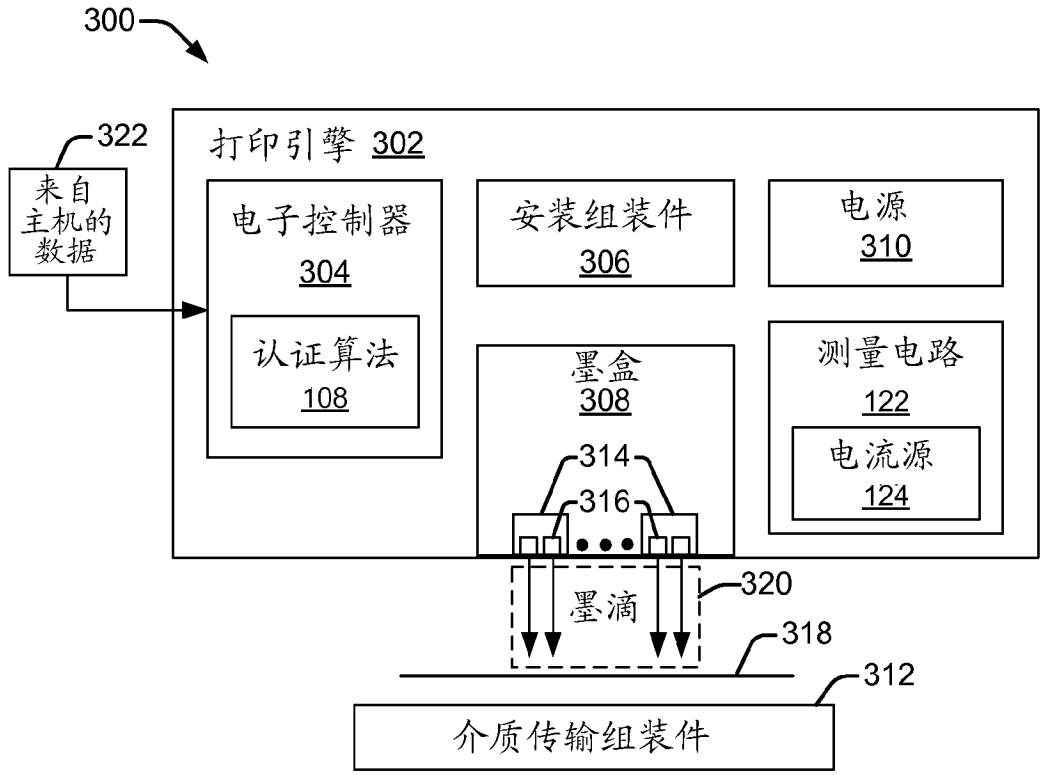 300
322
来自
主机的
数据
打印引擎 302
电子控制器
304
认证算法
108
安装组装件
306
电源
310
墨盒
308
314
316
测量电路
122
电流源
124
墨滴
320
318
312
介质传输组装件